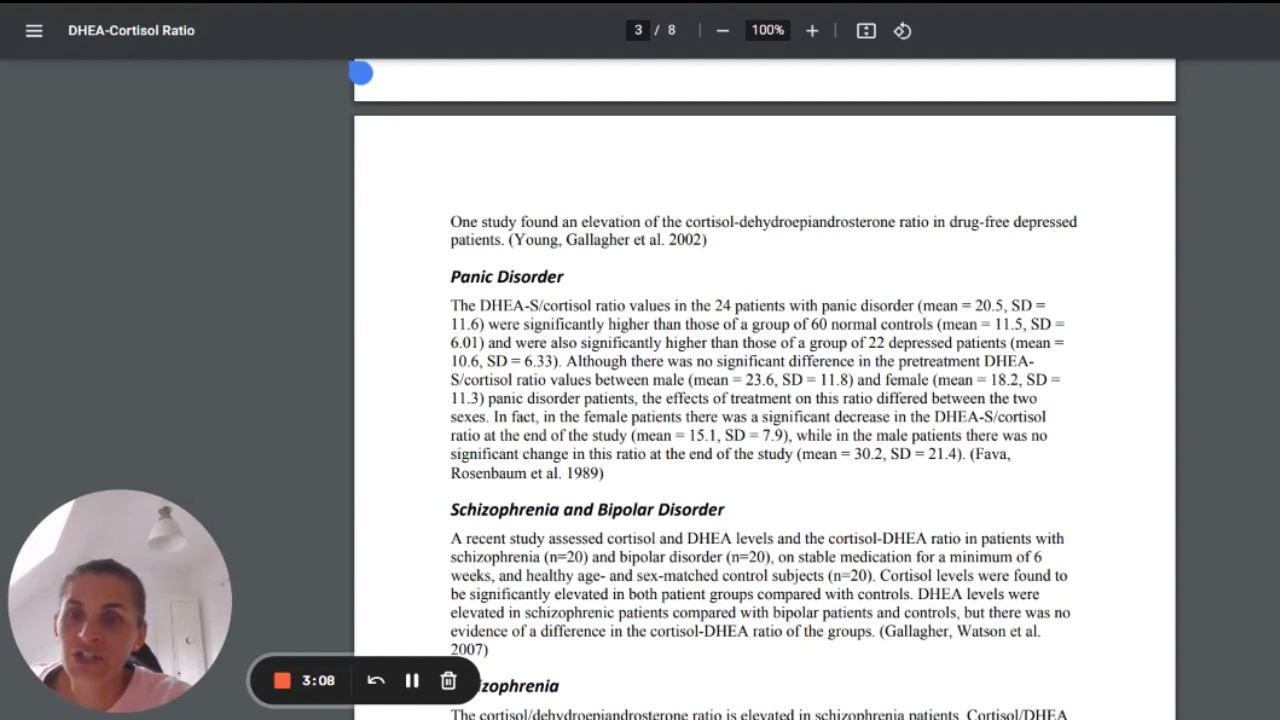 DHEA-Cortisol Ratio
3 / 8
100%
One study found an elevation of the cortisol-dehydroepiandrosterone ratio in drug-free depressed
patients. (Young, Gallagher et al. 2002)
Panic Disorder
The DHEA-S/cortisol ratio values in the 24 patients with panic disorder (mean = 20.5, SD =
11.6) were significantly higher than those of a group of 60 normal controls (mean = 11.5, SD =
6.01) and were also significantly higher than those of a group of 22 depressed patients (mean =
10.6, SD = 6.33). Although there was no significant difference in the pretreatment DHEA-
S/cortisol ratio values between male (mean = 23.6, SD = 11.8) and female (mean = 18.2, SD =
11.3) panic disorder patients, the effects of treatment on this ratio differed between the two
sexes. In fact, in the female patients there was a significant decrease in the DHEA-S/cortisol
ratio at the end of the study (mean = 15.1, SD = 7.9), while in the male patients there was no
significant change in this ratio at the end of the study (mean = 30.2, SD = 21.4). (Fava,
Rosenbaum et al. 1989)
Schizophrenia and Bipolar Disorder
A recent study assessed cortisol and DHEA levels and the cortisol-DHEA ratio in patients with
schizophrenia (n=20) and bipolar disorder (n=20), on stable medication for a minimum of 6
weeks, and healthy age- and sex-matched control subjects (n=20). Cortisol levels were found to
be significantly elevated in both patient groups compared with controls. DHEA levels were
elevated in schizophrenic patients compared with bipolar patients and controls, but there was no
evidence of a difference in the cortisol-DHEA ratio of the groups. (Gallagher, Watson et al.
2007)
3:08
izophrenia
The cortisol/dehydroepiandrosterone ratio is elevated in schizophrenia patients. Cortisol/DHEA